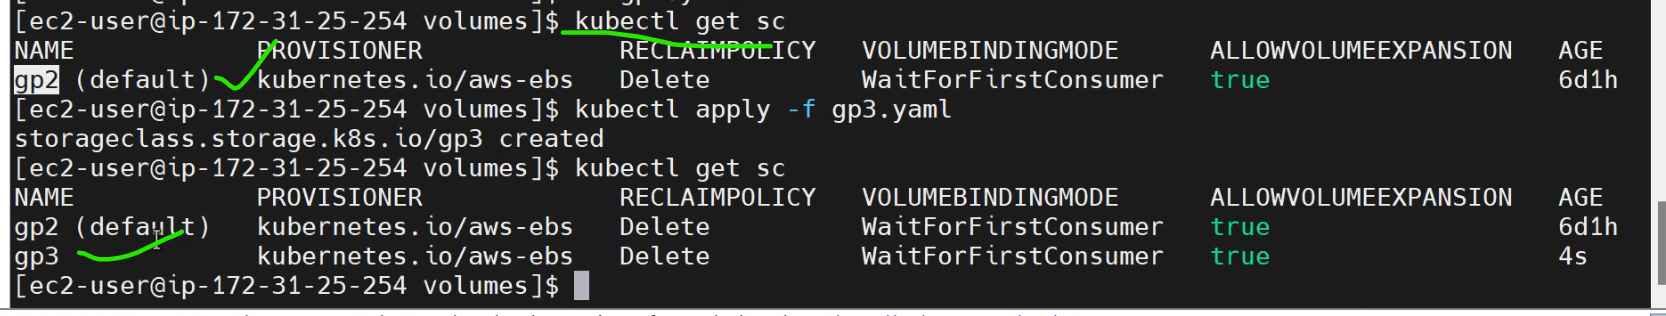 [ec2-user@ip-172-31-25-254 volumes]$ kubectl get sc
NAME PROVISIONER RECLAIMPOLICY VOLUMEBINDINGMODE ALLOWVOLUMEEXPANSION AGE
gp2 (default) kubernetes.io/aws-ebs Delete WaitForFirstConsumer true 6d1h
[ec2-user@ip-172-31-25-254 volumes]$ kubectl apply -f gp3.yaml
storageclass.storage.k8s.io/gp3 created
[ec2-user@ip-172-31-25-254 volumes]$ kubectl get sc
NAME PROVISIONER RECLAIMPOLICY VOLUMEBINDINGMODE ALLOWVOLUMEEXPANSION AGE
gp2 (default) kubernetes.io/aws-ebs Delete WaitForFirstConsumer true 6d1h
gp3 kubernetes.io/aws-ebs Delete WaitForFirstConsumer true 4s
[ec2-user@ip-172-31-25-254 volumes]$